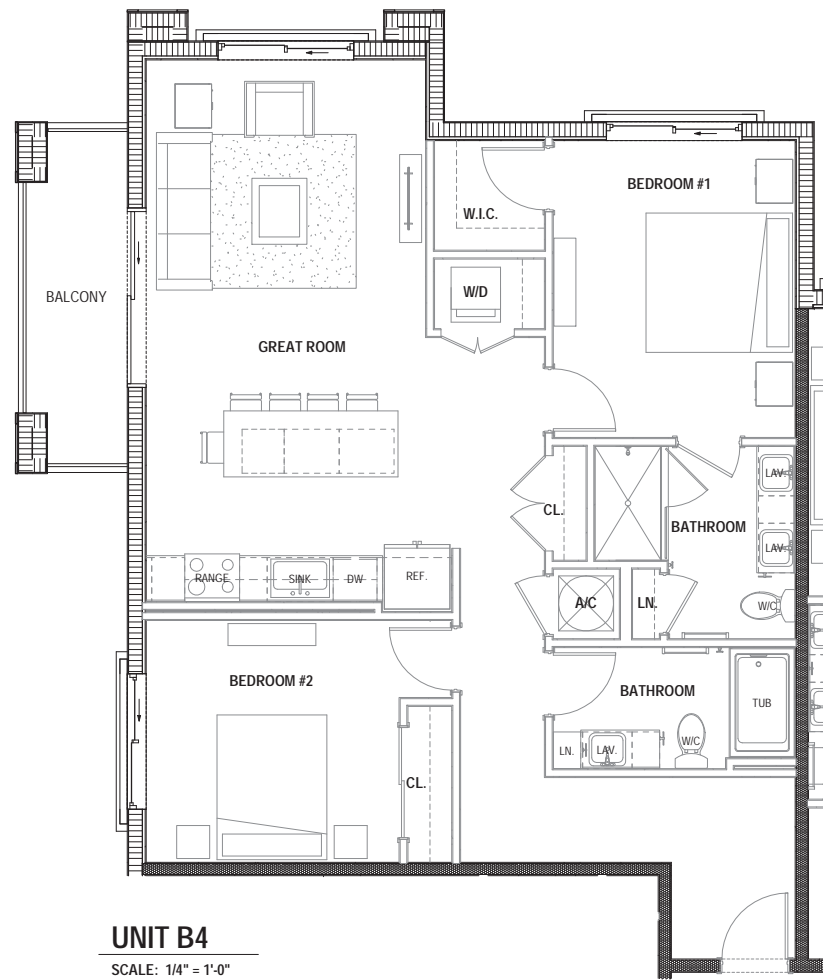 BEDROOM #1
W.I.C.
W/D
BALCONY
GREAT ROOM
LAV.
CL.
BATHROOM
LAV.
RANGE
SINK
DW
REF.
A/C
LN.
W/C
BEDROOM #2
BATHROOM
TUB
W/C
LN.
LAV.
CL.
UNIT B4
SCALE: 1/4" = 1'-0"